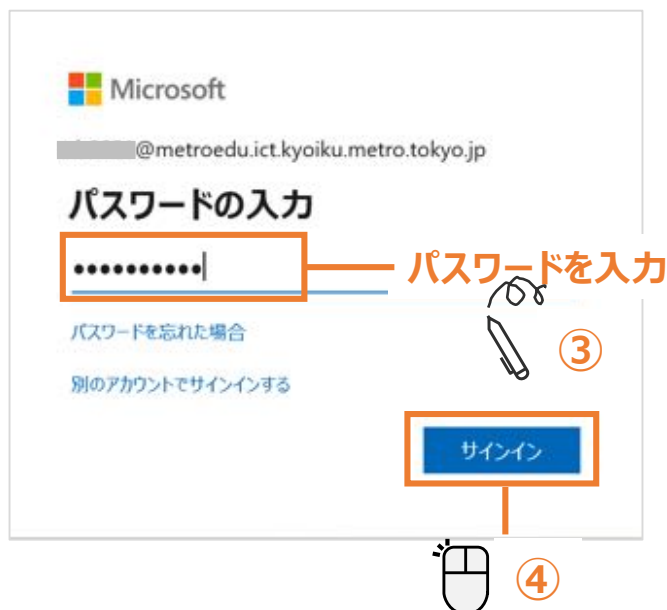 Microsoft
@metroedu.ict.kyoiku.metro.tokyo.jp
パスワードの入力
••••••••••
パスワードを入力
パスワードを忘れた場合
③
別のアカウントでサインインする
サインイン
④